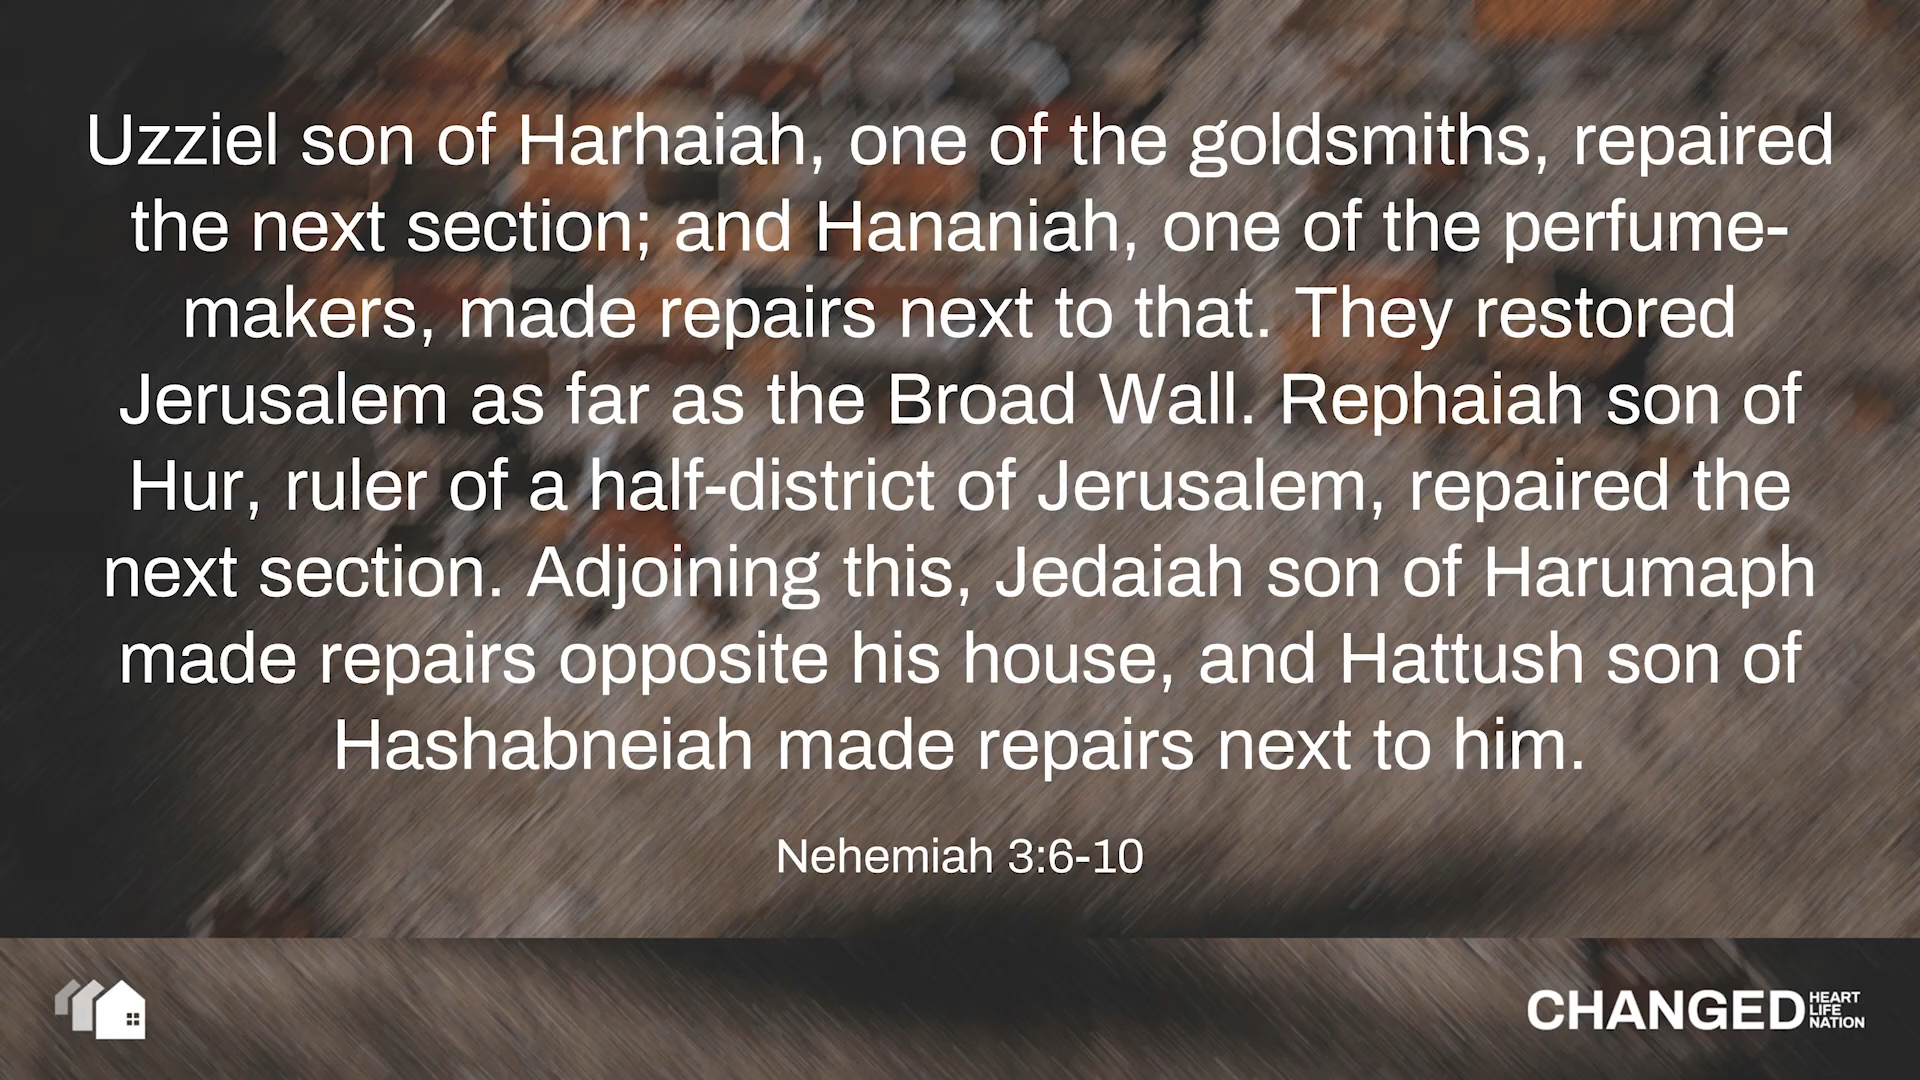 Uzziel son of Harhaiah, one of the goldsmiths, repaired
the next section; and Hananiah, one of the perfume-
makers, made repairs next to that. They restored
Jerusalem as far as the Broad Wall. Rephaiah son of
Hur, ruler of a half-district of Jerusalem, repaired the
next section. Adjoining this, Jedaiah son of Harumaph
made repairs opposite his house, and Hattush son of
Hashabneiah made repairs next to him.
Nehemiah 3:6-10
CHANGED
HEART
LIFE
NATION